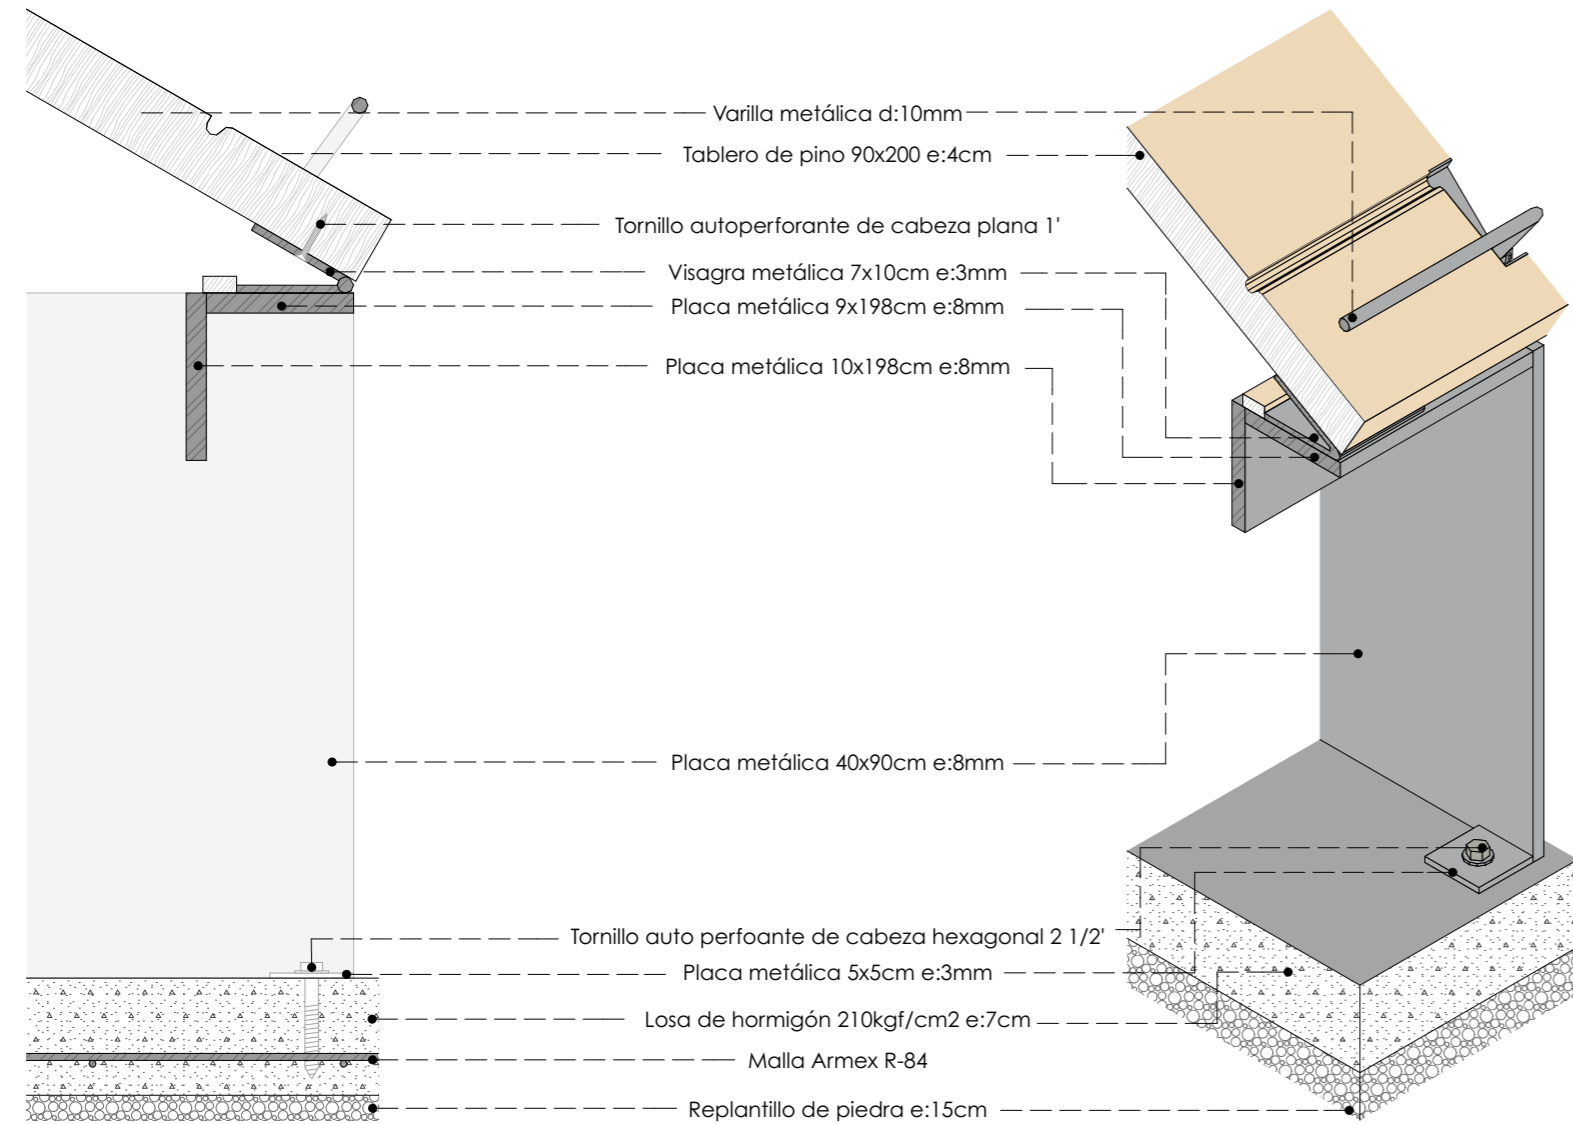 Varilla metálica d:10mm
Tablero de pino 90x200 e:4cm
Tornillo autoperforante de cabeza plana 1'
Visagra metálica 7x10cm e:3mm
Placa metálica 9x198cm e:8mm
Placa metálica 10x198cm e:8mm
Placa metálica 40x90cm e:8mm
Tornillo auto perfoante de cabeza hexagonal 2 1/2'
Placa metálica 5x5cm e:3mm
Losa de hormigón 210kgf/cm2 e:7cm
Malla Armex R-84
Replantillo de piedra e:15cm